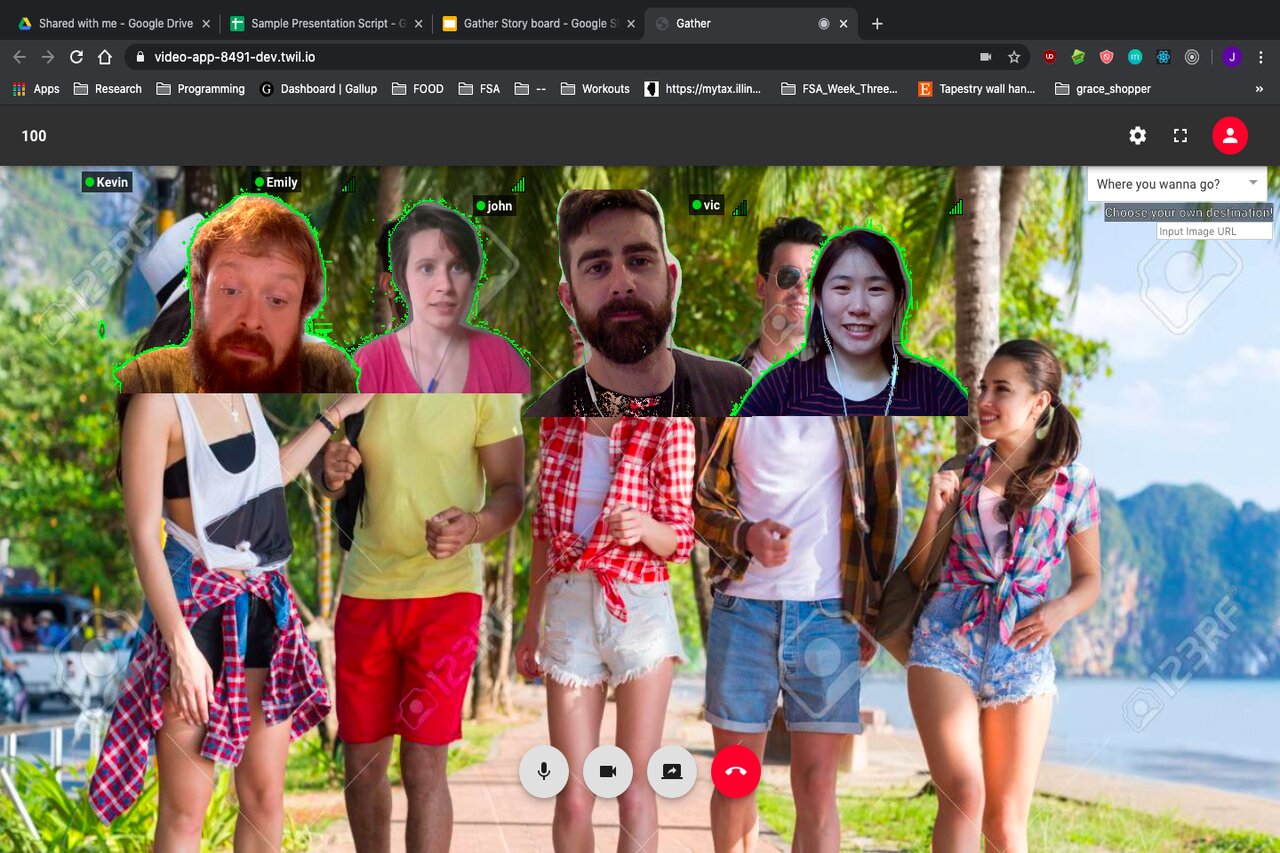 Shared with me - Google Drive
Sample Presentation Script - G
Gather Story board - Google Sl
Gather
video-app-8491-dev.twil.io
J
Apps
Research
Programming
Dashboard | Gallup
FOOD
FSA
--
Workouts
https://mytax.illin...
FSA_Week_Three...
Tapestry wall han...
grace_shopper
»
100
Kevin
Emily
john
vic
Where you wanna go?
Choose your own destination!
Input Image URL
123RF
123RF
123RF